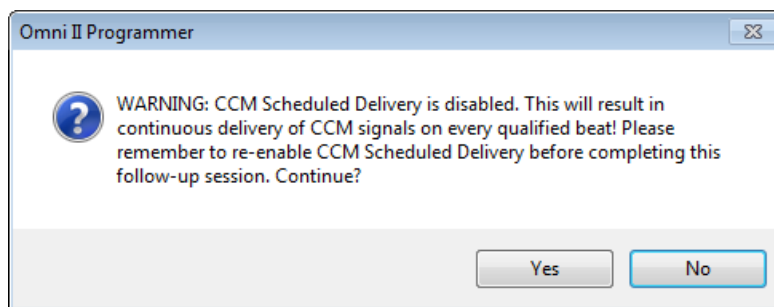 Omni II Programmer
WARNING: CCM Scheduled Delivery is disabled. This will result in
continuous delivery of CCM signals on every qualified beat! Please
remember to re-enable CCM Scheduled Delivery before completing this
follow-up session. Continue?
Yes
No